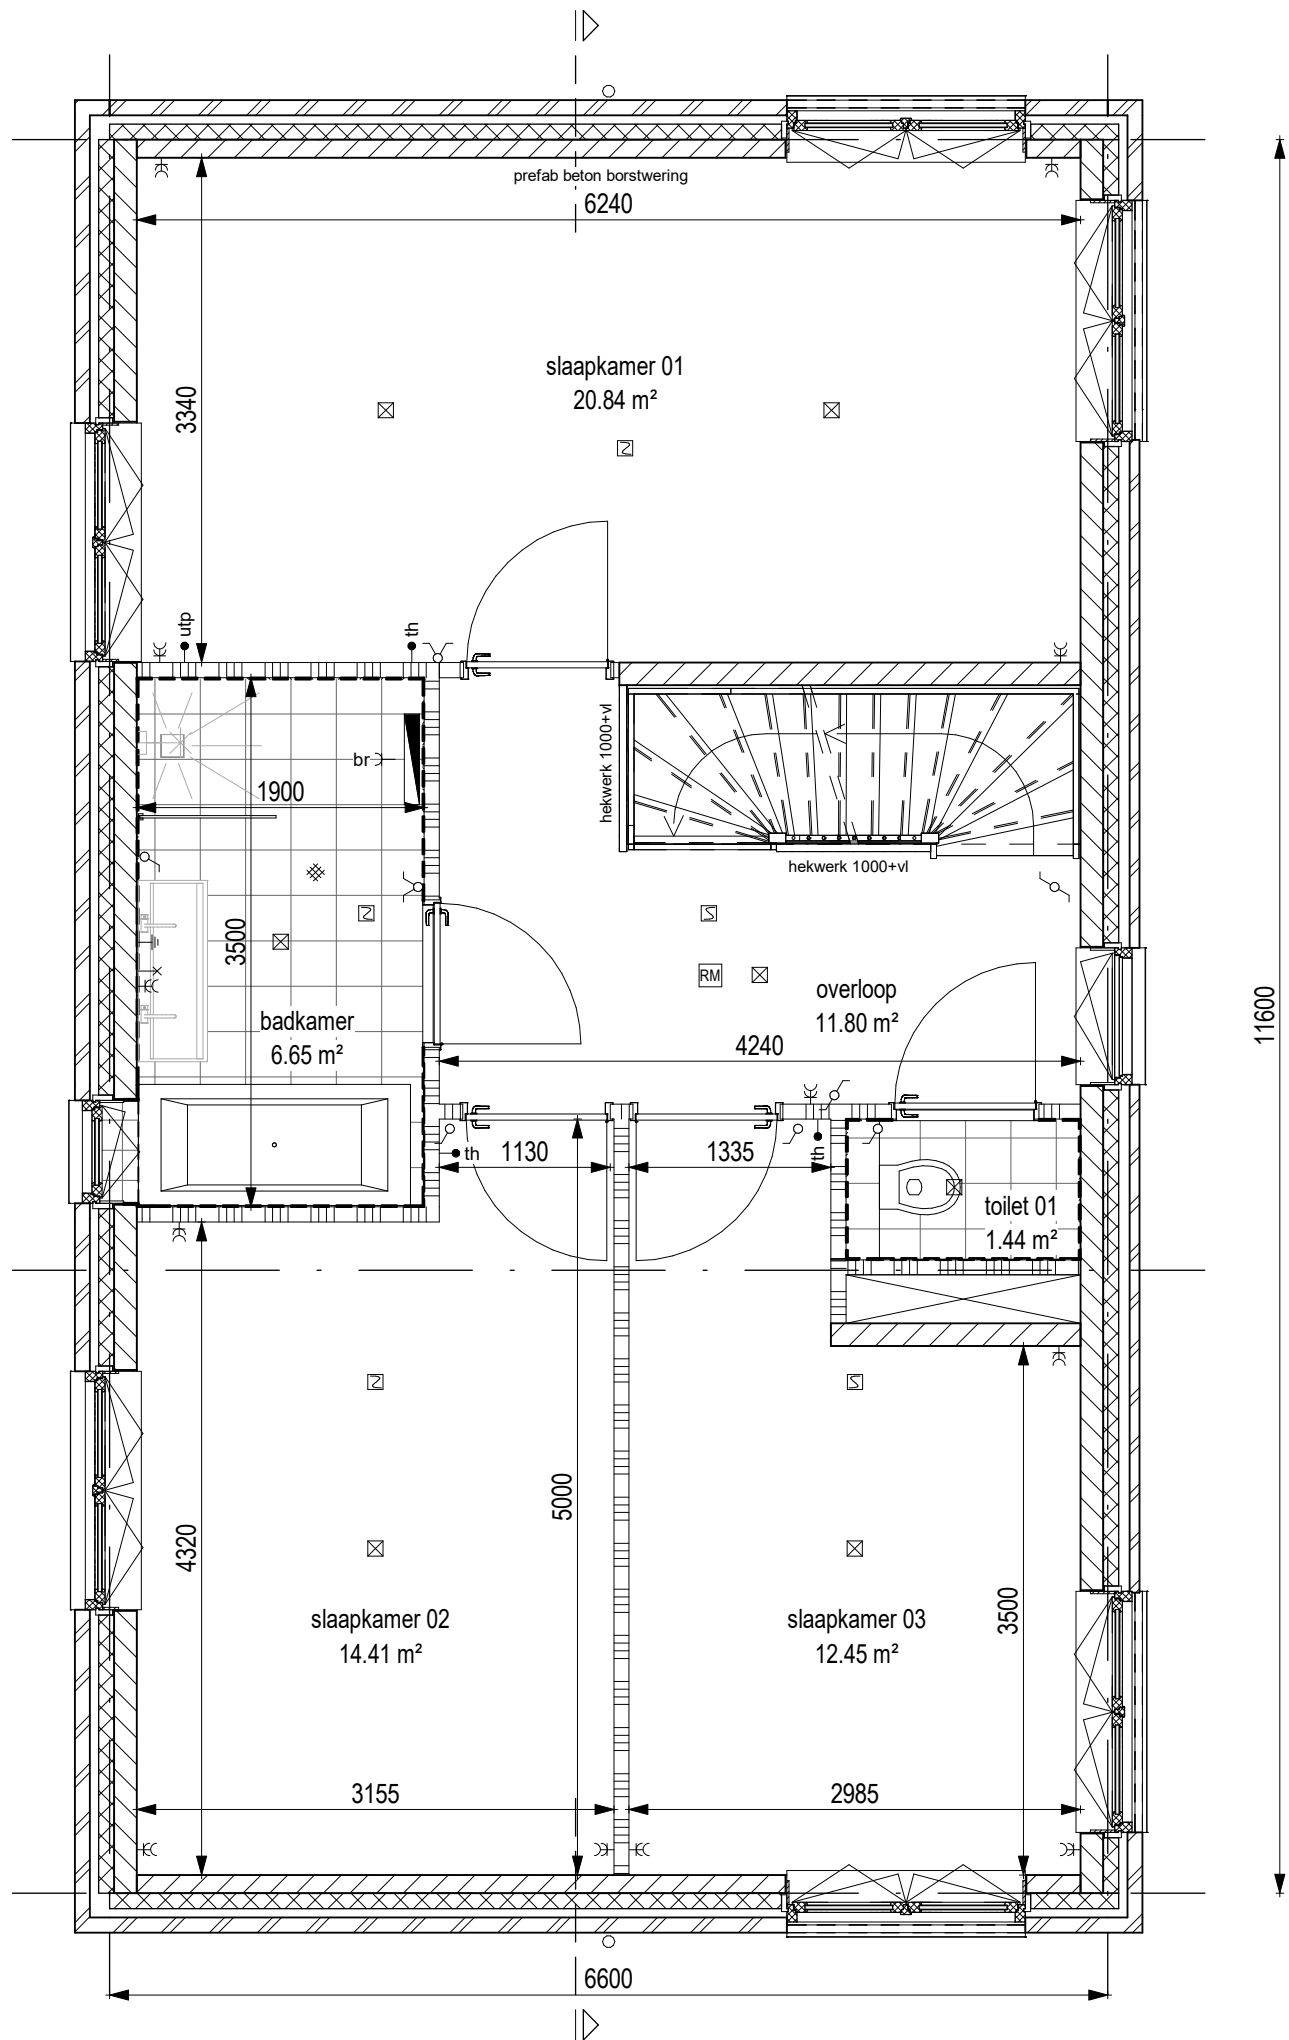 prefab beton borstwering
6240
slaapkamer 01
20.84 m²
3340
11600
utp
th
hekwerk 1000+vl
br
1900
hekwerk 1000+vl
3500
RM
overloop
11.80 m²
badkamer
6.65 m²
4240
th
1130
1335
th
toilet 01
1.44 m²
5000
4320
slaapkamer 02
14.41 m²
slaapkamer 03
12.45 m²
3500
3155
2985
6600